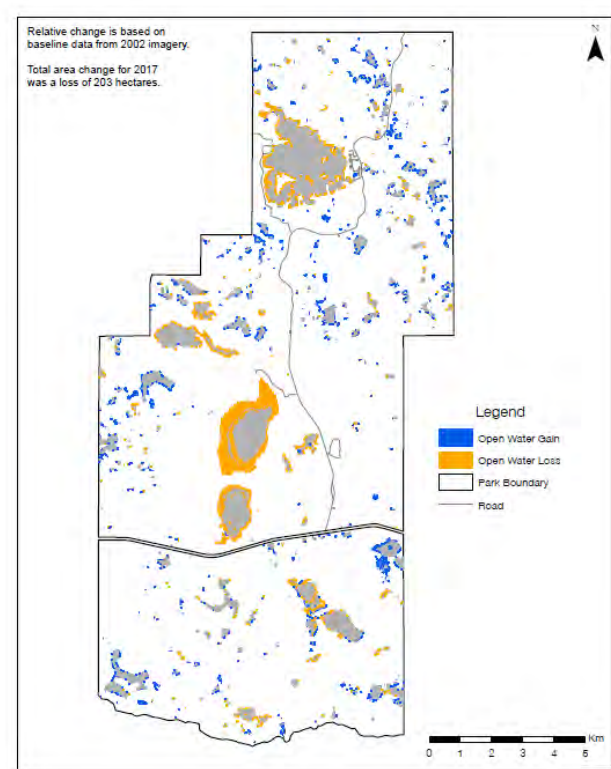 Relative change is based on
baseline data from 2002 imagery.
Total area change for 2017
was a loss of 203 hectares.
N
Legend
Open Water Gain
Open Water Loss
Park Boundary
Road
Km
0 1 2 3 4 5